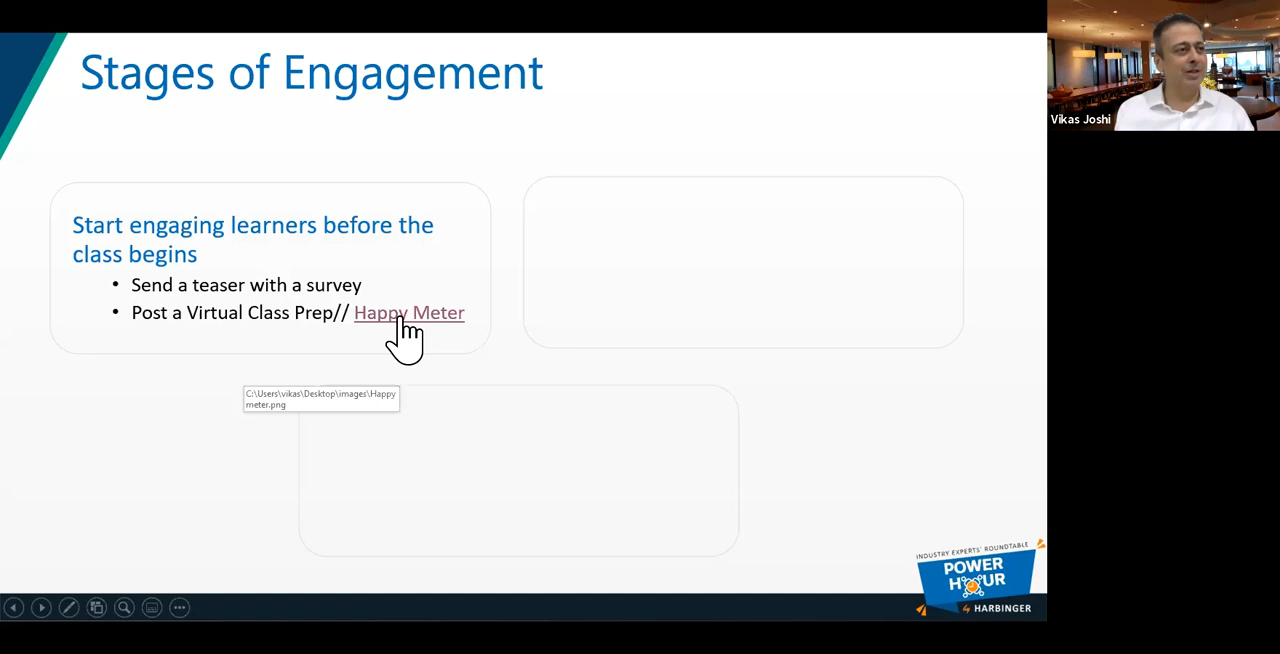 Stages of Engagement
Vikas Joshi
Start engaging learners before the
class begins
• Send a teaser with a survey
• Post a Virtual Class Prep// Happy Meter
C:\Users\vikas\Desktop\images\Happy
meter.png
INDUSTRY EXPERTS' ROUNDTABLE
POWER
HOUR
by HARBINGER